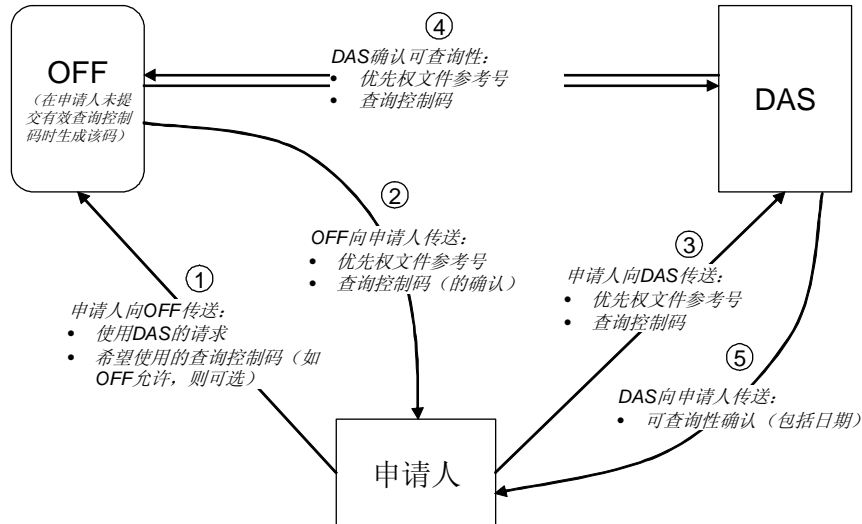 ④
DAS确认可查询性：
• 优先权文件参考号
• 查询控制码
OFF
（在申请人未提
交有效查询控制
码时生成该码）
DAS
②
OFF向申请人传送：
• 优先权文件参考号
• 查询控制码（的确认）
③
申请人向DAS传送：
• 优先权文件参考号
• 查询控制码
①
申请人向OFF传送：
• 使用DAS的请求
• 希望使用的查询控制码（如
OFF允许，则可选）
⑤
DAS向申请人传送：
• 可查询性确认（包括日期）
申请人